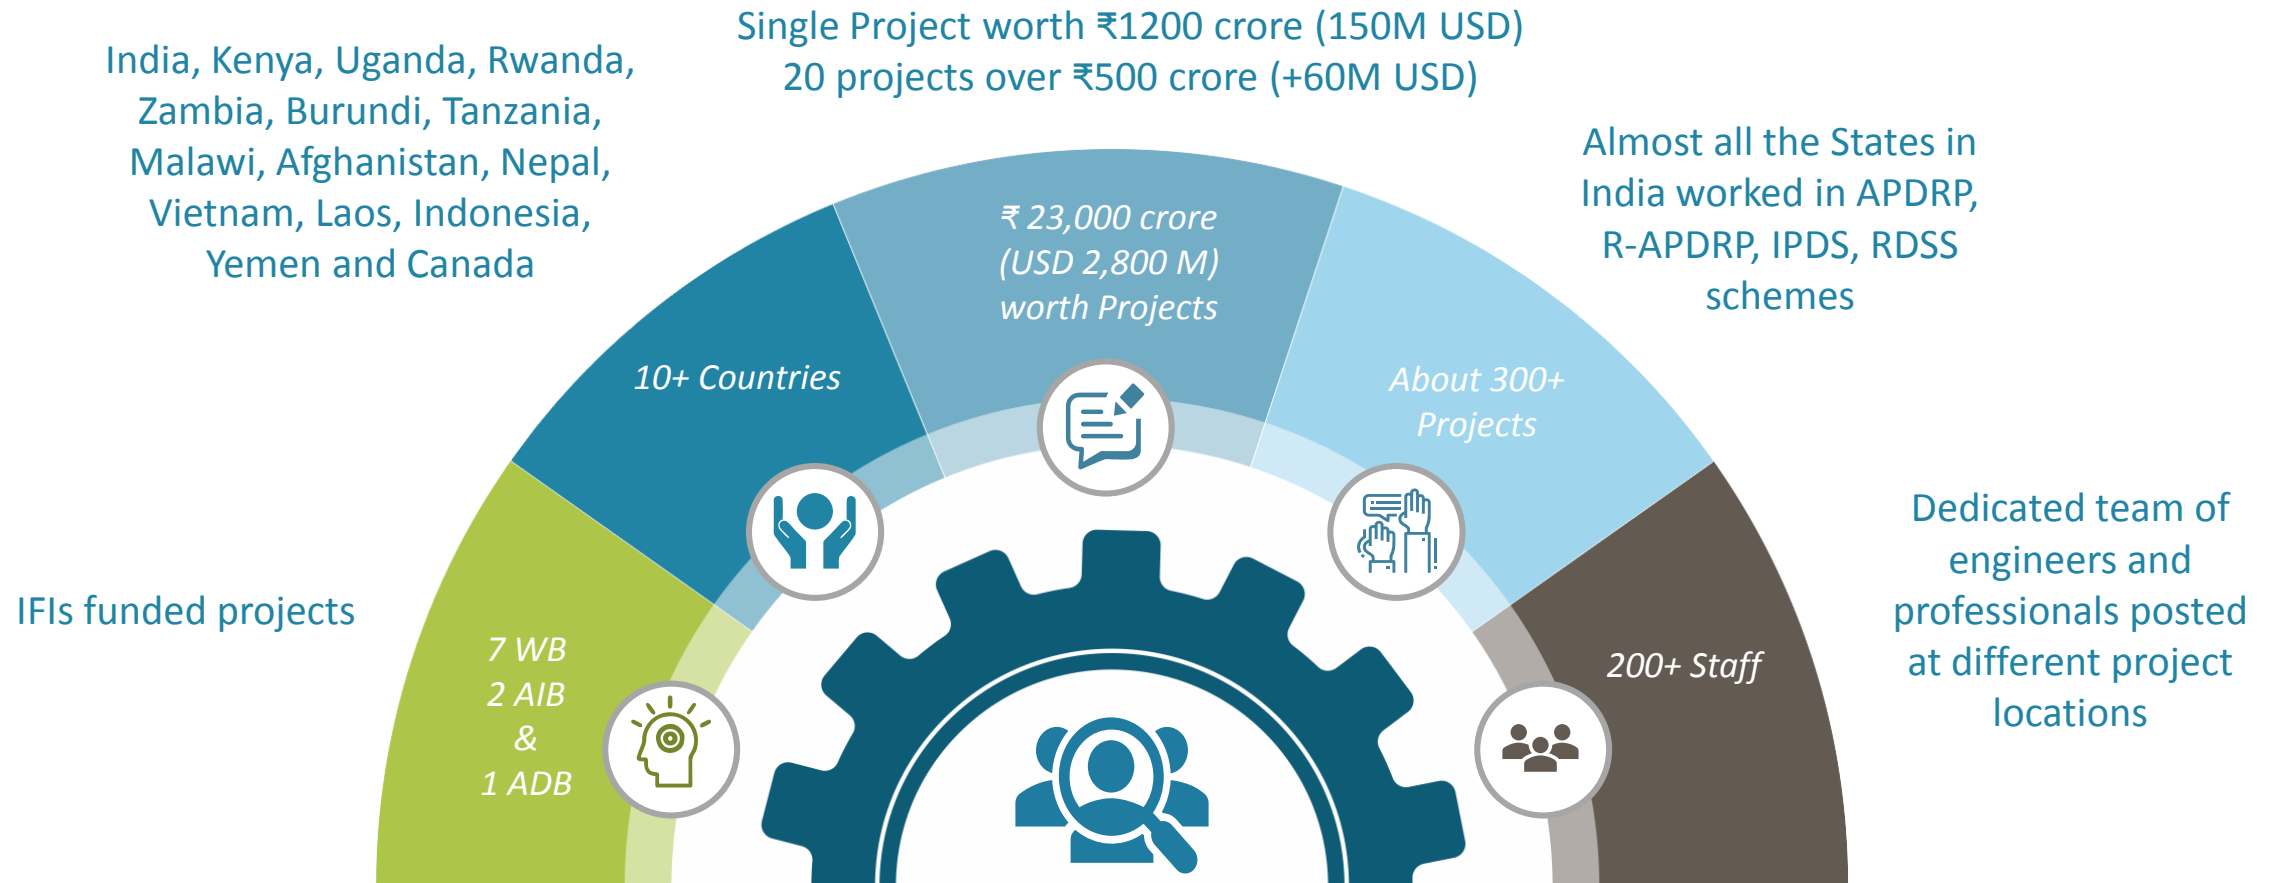 Single Project worth ₹1200 crore (150M USD)
20 projects over ₹500 crore (+60M USD)
India, Kenya, Uganda, Rwanda,
Zambia, Burundi, Tanzania,
Malawi, Afghanistan, Nepal,
Vietnam, Laos, Indonesia,
Yemen and Canada
Almost all the States in
India worked in APDRP,
R-APDRP, IPDS, RDSS
schemes
₹ 23,000 crore
(USD 2,800 M)
worth Projects
10+ Countries
About 300+
Projects
IFIs funded projects
7 WB
2 AIB
&
1 ADB
200+ Staff
Dedicated team of
engineers and
professionals posted
at different project
locations